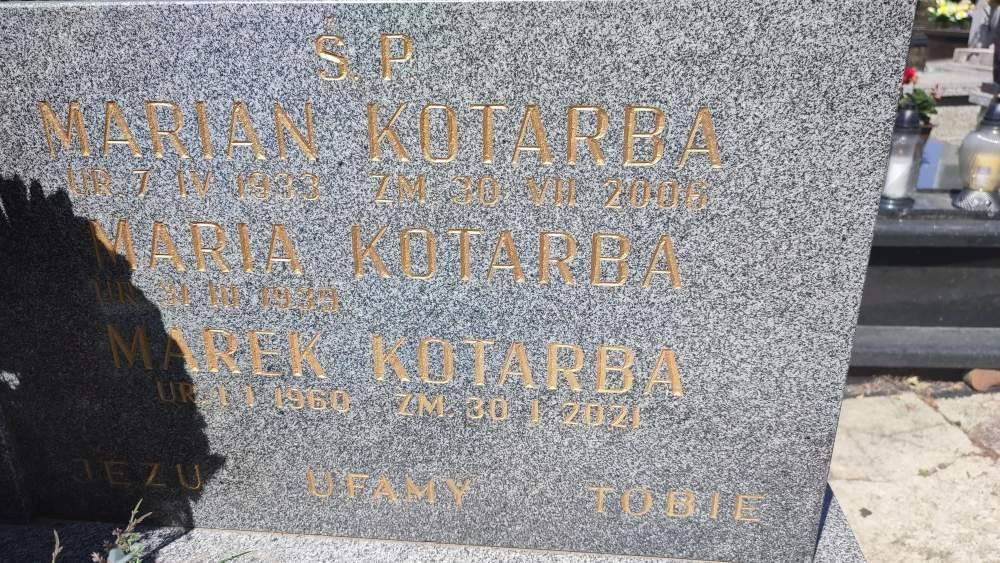 Ś. P.
MARIAN KOTARBA
UR. 7 IV 1933 ZM. 30 VII 2006
MARIA KOTARBA
UR. 31 III 1939
MAREK KOTARBA
UR. 1 I 1960 ZM. 30 I 2021
JEZU UFAMY TOBIE